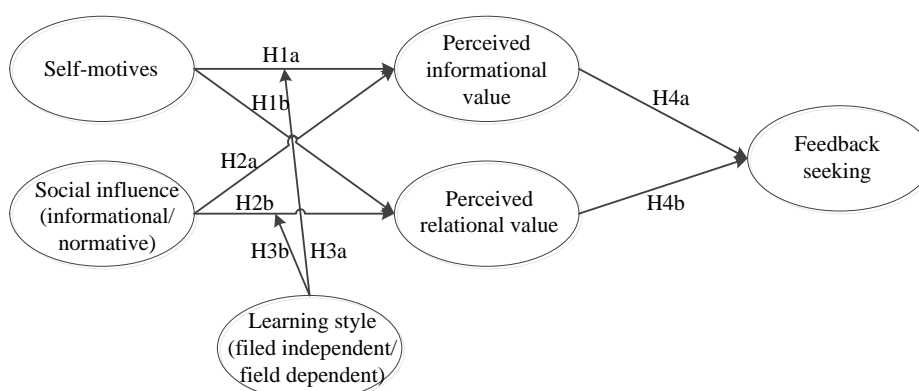 Self-motives
H1a
Perceived
informational
value
H1b
H4a
Feedback
seeking
H2a
Social influence
(informational/
normative)
H2b
Perceived
relational value
H4b
H3b
H3a
Learning style
(filed independent/
field dependent)